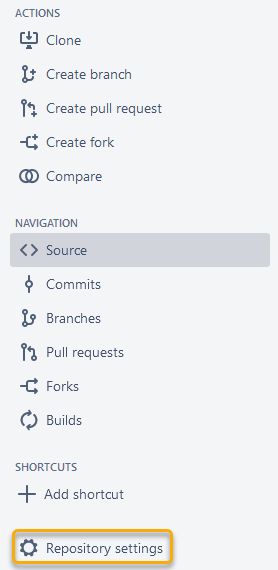 ACTIONS
Clone
Create branch
Create pull request
Create fork
Compare
NAVIGATION
Source
Commits
Branches
Pull requests
Forks
Builds
SHORTCUTS
Add shortcut
Repository settings